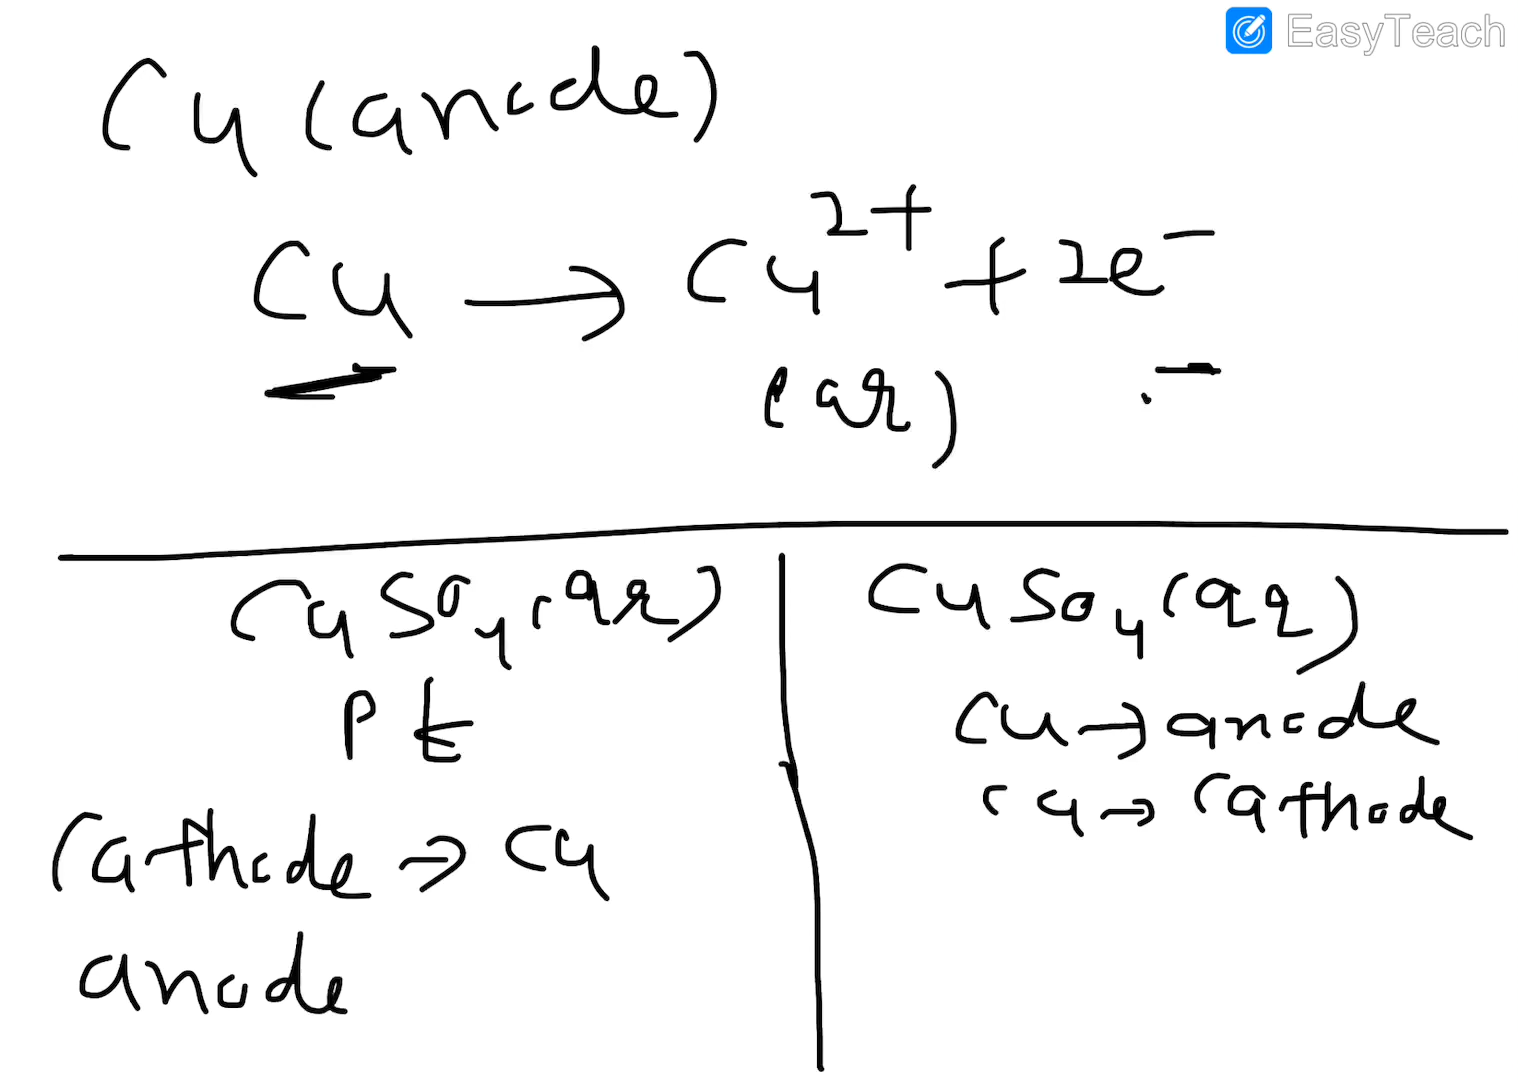 EasyTeach
Cu (anode)
Cu → Cu²⁺ + 2e⁻
(aq)
CuSO₄(aq)
Pt
Cathode → Cu
anode
CuSO₄(aq)
Cu → anode
Cu → Cathode